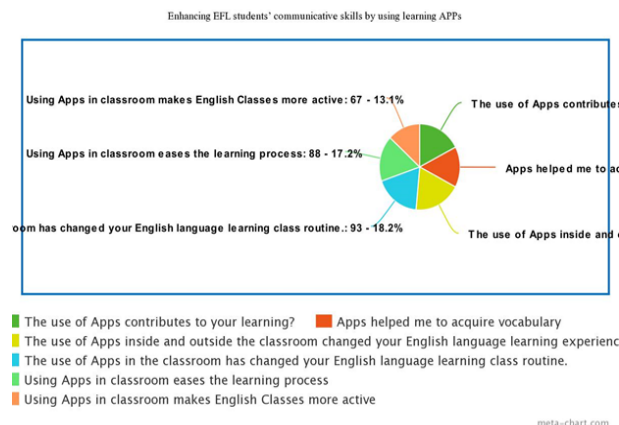 Enhancing EFL students' communicative skills by using learning APPs
Using Apps in classroom makes English Classes more active: 67 - 13.1%
The use of Apps contributes
Using Apps in classroom eases the learning process: 88 - 17.2%
Apps helped me to ac
oom has changed your English language learning class routine.: 93 - 18.2%
The use of Apps inside and
The use of Apps contributes to your learning? Apps helped me to acquire vocabulary
The use of Apps inside and outside the classroom changed your English language learning experienc
The use of Apps in the classroom has changed your English language learning class routine.
Using Apps in classroom eases the learning process
Using Apps in classroom makes English Classes more active
meta-chart.com